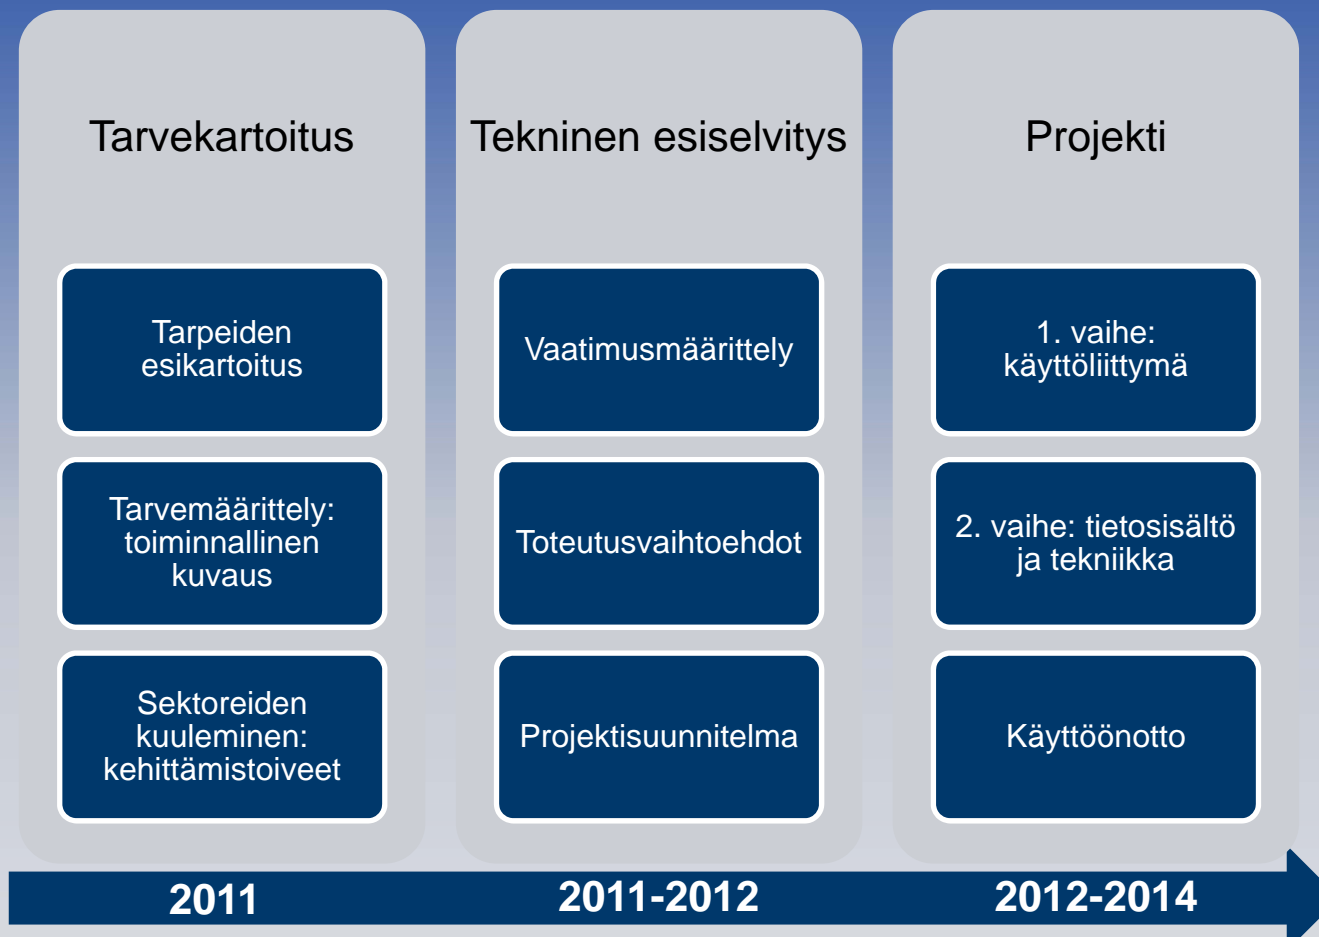 Tarvekartoitus
Tarpeiden
esikartoitus
Tarvemäärittely:
toiminnallinen
kuvaus
Sektoreiden
kuuleminen:
kehittämistoiveet
2011
Tekninen esiselvitys
Vaatimusmäärittely
Toteutusvaihtoehdot
Projektisuunnitelma
2011-2012
Projekti
1. vaihe:
käyttöliittymä
2. vaihe: tietosisältö
ja tekniikka
Käyttöönotto
2012-2014